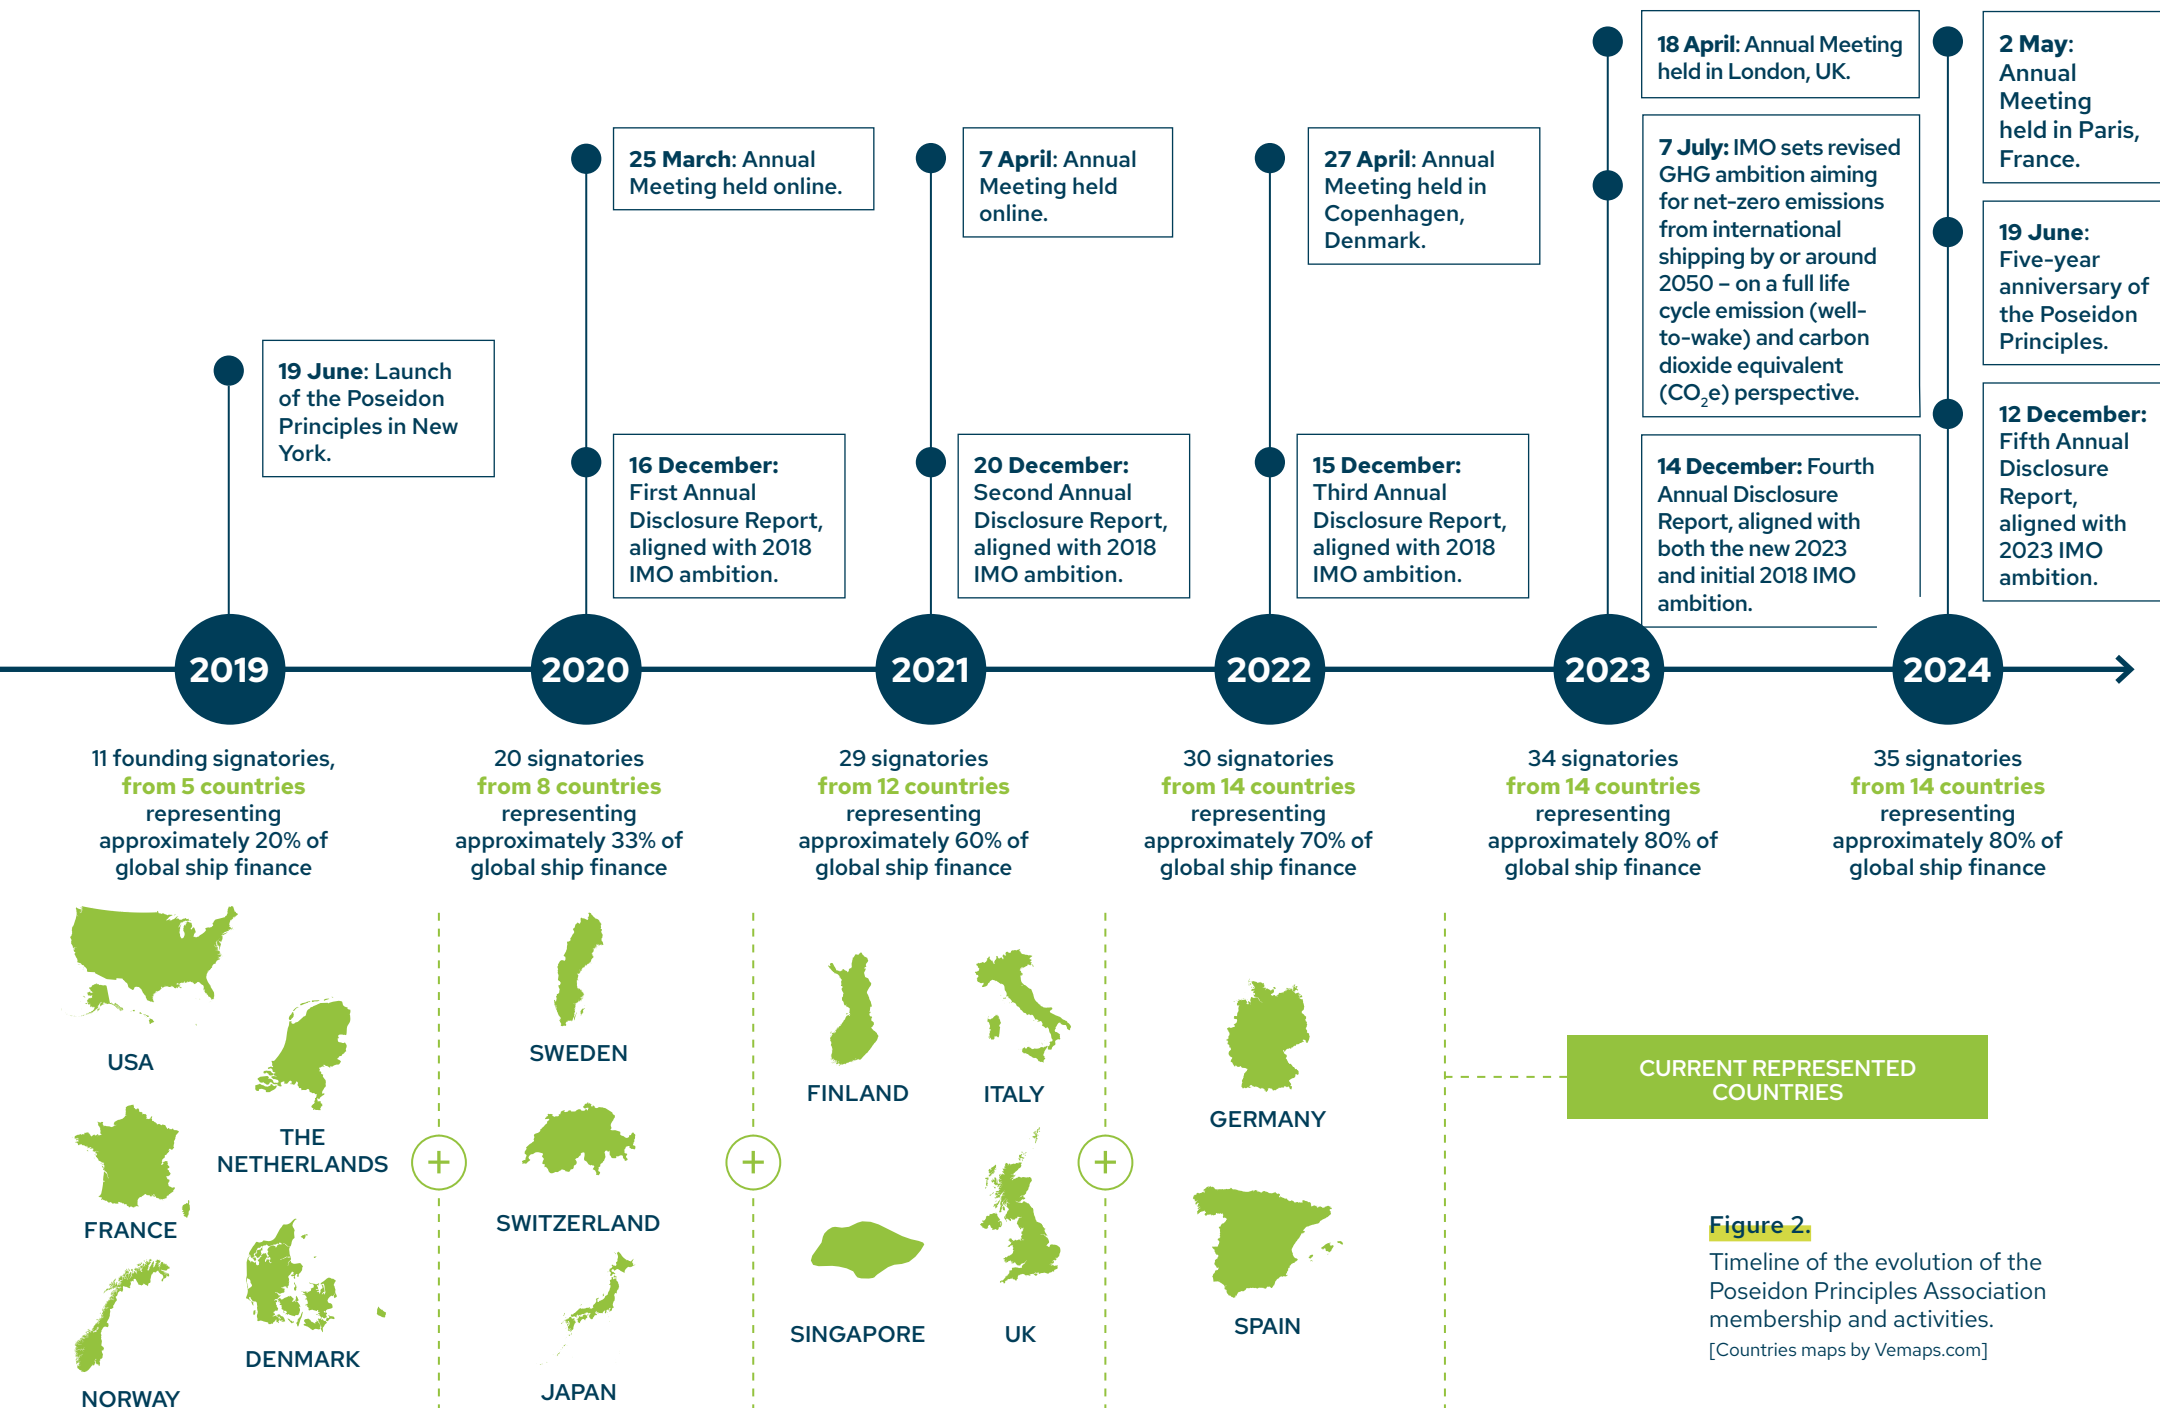 19 June: Launch
of the Poseidon
Principles in New
York.
25 March: Annual
Meeting held online.
16 December:
First Annual
Disclosure Report,
aligned with 2018
IMO ambition.
7 April: Annual
Meeting held
online.
20 December:
Second Annual
Disclosure Report,
aligned with 2018
IMO ambition.
27 April: Annual
Meeting held in
Copenhagen,
Denmark.
15 December:
Third Annual
Disclosure Report,
aligned with 2018
IMO ambition.
18 April: Annual Meeting
held in London, UK.
7 July: IMO sets revised
GHG ambition aiming
for net-zero emissions
from international
shipping by or around
2050 – on a full life
cycle emission (well-
to-wake) and carbon
dioxide equivalent
(CO₂e) perspective.
14 December: Fourth
Annual Disclosure
Report, aligned with
both the new 2023
and initial 2018 IMO
ambition.
2 May:
Annual
Meeting
held in Paris,
France.
19 June:
Five-year
anniversary of
the Poseidon
Principles.
12 December:
Fifth Annual
Disclosure
Report,
aligned with
2023 IMO
ambition.
2019
2020
2021
2022
2023
2024
11 founding signatories,
from 5 countries
representing
approximately 20% of
global ship finance
20 signatories
from 8 countries
representing
approximately 33% of
global ship finance
29 signatories
from 12 countries
representing
approximately 60% of
global ship finance
30 signatories
from 14 countries
representing
approximately 70% of
global ship finance
34 signatories
from 14 countries
representing
approximately 80% of
global ship finance
35 signatories
from 14 countries
representing
approximately 80% of
global ship finance
USA
THE
NETHERLANDS
FRANCE
DENMARK
NORWAY
+
SWEDEN
SWITZERLAND
JAPAN
+
FINLAND
ITALY
SINGAPORE
UK
+
GERMANY
SPAIN
CURRENT REPRESENTED
COUNTRIES
Figure 2.
Timeline of the evolution of the
Poseidon Principles Association
membership and activities.
[Countries maps by Vemaps.com]